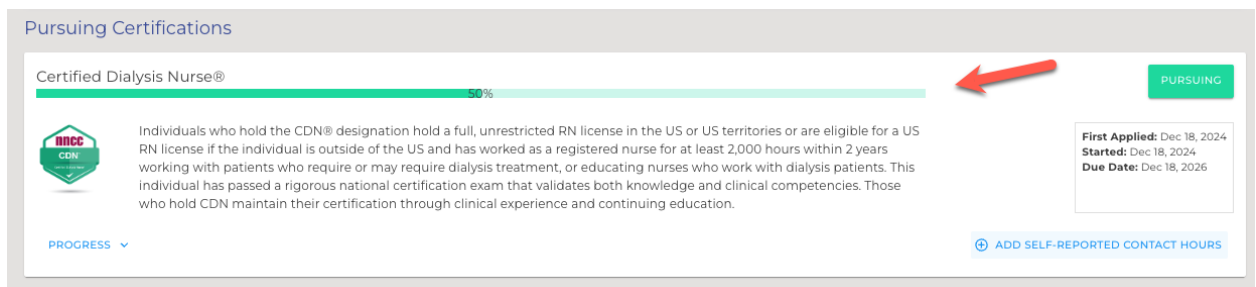 Pursuing Certifications
Certified Dialysis Nurse®
PURSUING
50%
nncc
CDN
Individuals who hold the CDN® designation hold a full, unrestricted RN license in the US or US territories or are eligible for a US
RN license if the individual is outside of the US and has worked as a registered nurse for at least 2,000 hours within 2 years
working with patients who require or may require dialysis treatment, or educating nurses who work with dialysis patients. This
individual has passed a rigorous national certification exam that validates both knowledge and clinical competencies. Those
who hold CDN maintain their certification through clinical experience and continuing education.
First Applied: Dec 18, 2024
Started: Dec 18, 2024
Due Date: Dec 18, 2026
PROGRESS
ADD SELF-REPORTED CONTACT HOURS